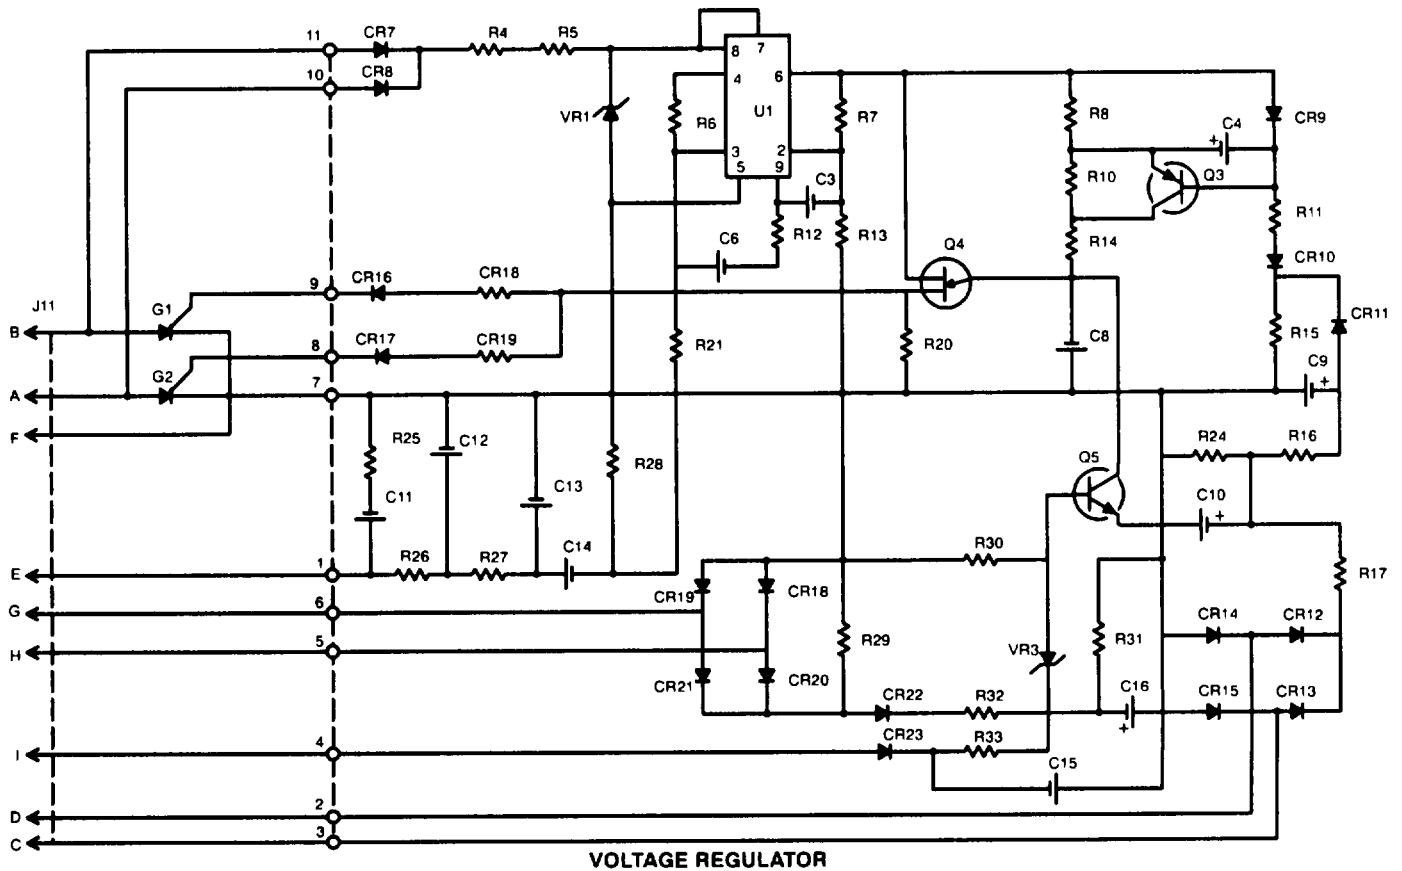 11 CR7 R4 R5 8 7
10 CR8 4 6
VR1 R6 U1 R7 R8 C4 + CR9
3 2
5 9
R10 Q3
C3
R12 R13 R11
C6 R14
Q4 CR10
9 CR16 CR18
J11 G1
B
8 CR17 CR19 R21 R20 C8 R15 CR11
G2
A 7 C9 +
F
R25 C12 R28 R24 R16
Q5
C11 C13 C10 +
E 1 R26 R27 C14 R30 R17
CR19 CR18
G 6
CR14 CR12
H 5 R29 VR3 R31
CR21 CR20
CR22 R32 C16 + CR15 CR13
I 4 CR23 R33
C15
D 2
C 3
VOLTAGE REGULATOR